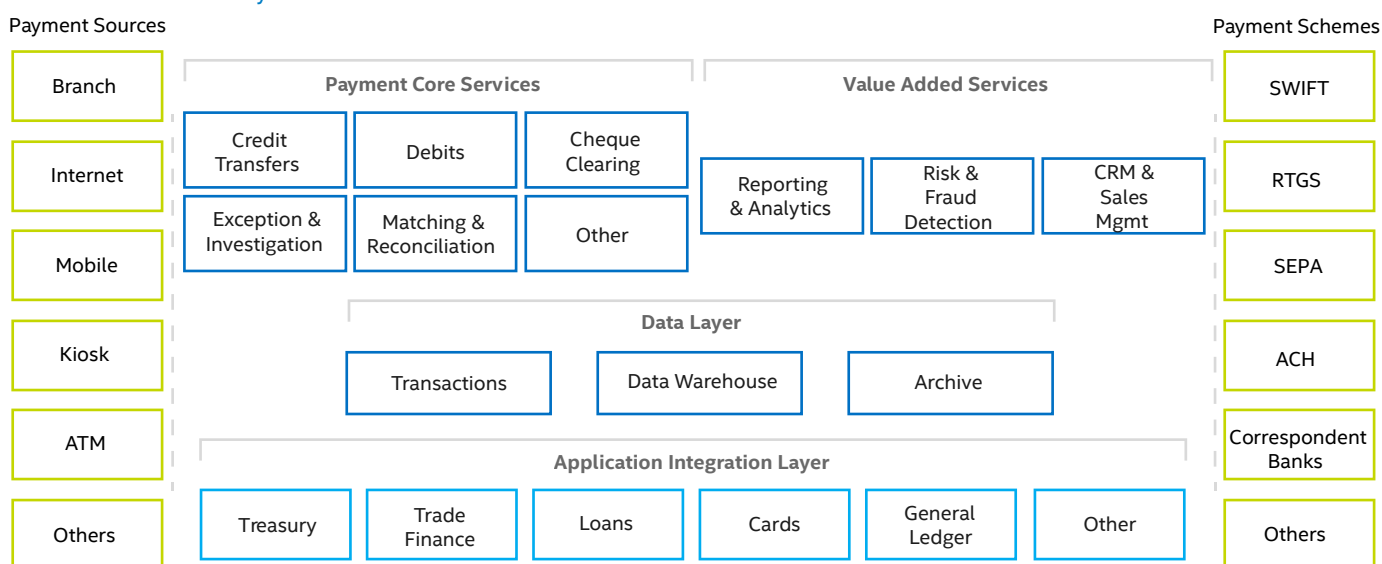 Payment Sources
Branch
Internet
Mobile
Kiosk
ATM
Others
Payment Core Services
Credit
Transfers
Debits
Cheque
Clearing
Exception &
Investigation
Matching &
Reconciliation
Other
Value Added Services
Reporting
& Analytics
Risk &
Fraud
Detection
CRM &
Sales
Mgmt
Data Layer
Transactions
Data Warehouse
Archive
Application Integration Layer
Treasury
Trade
Finance
Loans
Cards
General
Ledger
Other
Payment Schemes
SWIFT
RTGS
SEPA
ACH
Correspondent
Banks
Others